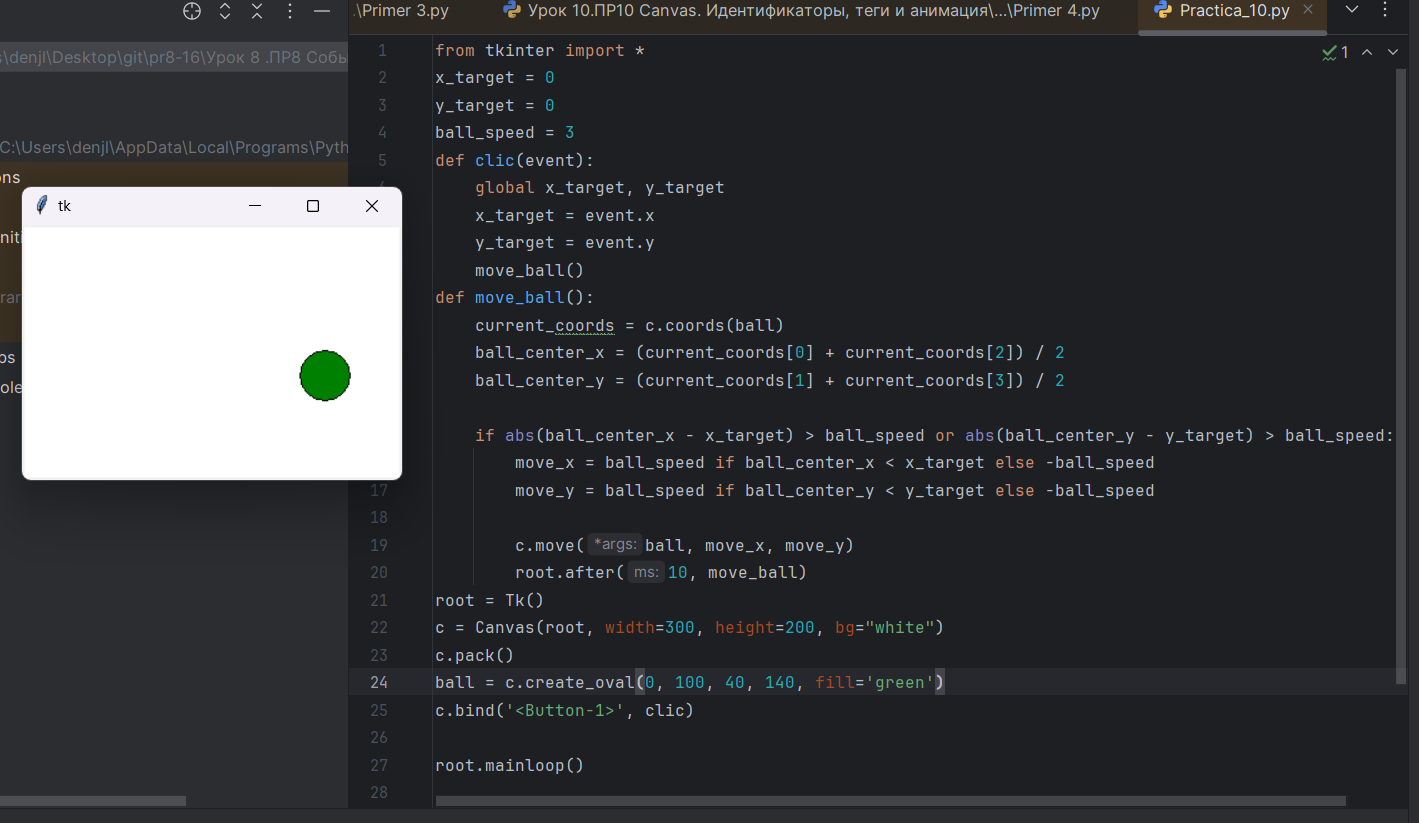 .\Primer 3.py
Урок 10.ПР10 Canvas. Идентификаторы, теги и анимация\...\Primer 4.py
Practica_10.py
s\denjl\Desktop\git\pr8-16\Урок 8 .ПР8 Собы
C:\Users\denjl\AppData\Local\Programs\Pyth
ons
tk
1 from tkinter import *
2 x_target = 0
3 y_target = 0
4 ball_speed = 3
5 def clic(event):
global x_target, y_target
x_target = event.x
y_target = event.y
move_ball()
def move_ball():
current_coords = c.coords(ball)
ball_center_x = (current_coords[0] + current_coords[2]) / 2
ball_center_y = (current_coords[1] + current_coords[3]) / 2
if abs(ball_center_x - x_target) > ball_speed or abs(ball_center_y - y_target) > ball_speed:
move_x = ball_speed if ball_center_x < x_target else -ball_speed
17 move_y = ball_speed if ball_center_y < y_target else -ball_speed
18
19 c.move( *args: ball, move_x, move_y)
20 root.after( ms: 10, move_ball)
21 root = Tk()
22 c = Canvas(root, width=300, height=200, bg="white")
23 c.pack()
24 ball = c.create_oval(0, 100, 40, 140, fill='green')
25 c.bind('<Button-1>', clic)
26
27 root.mainloop()
28
1